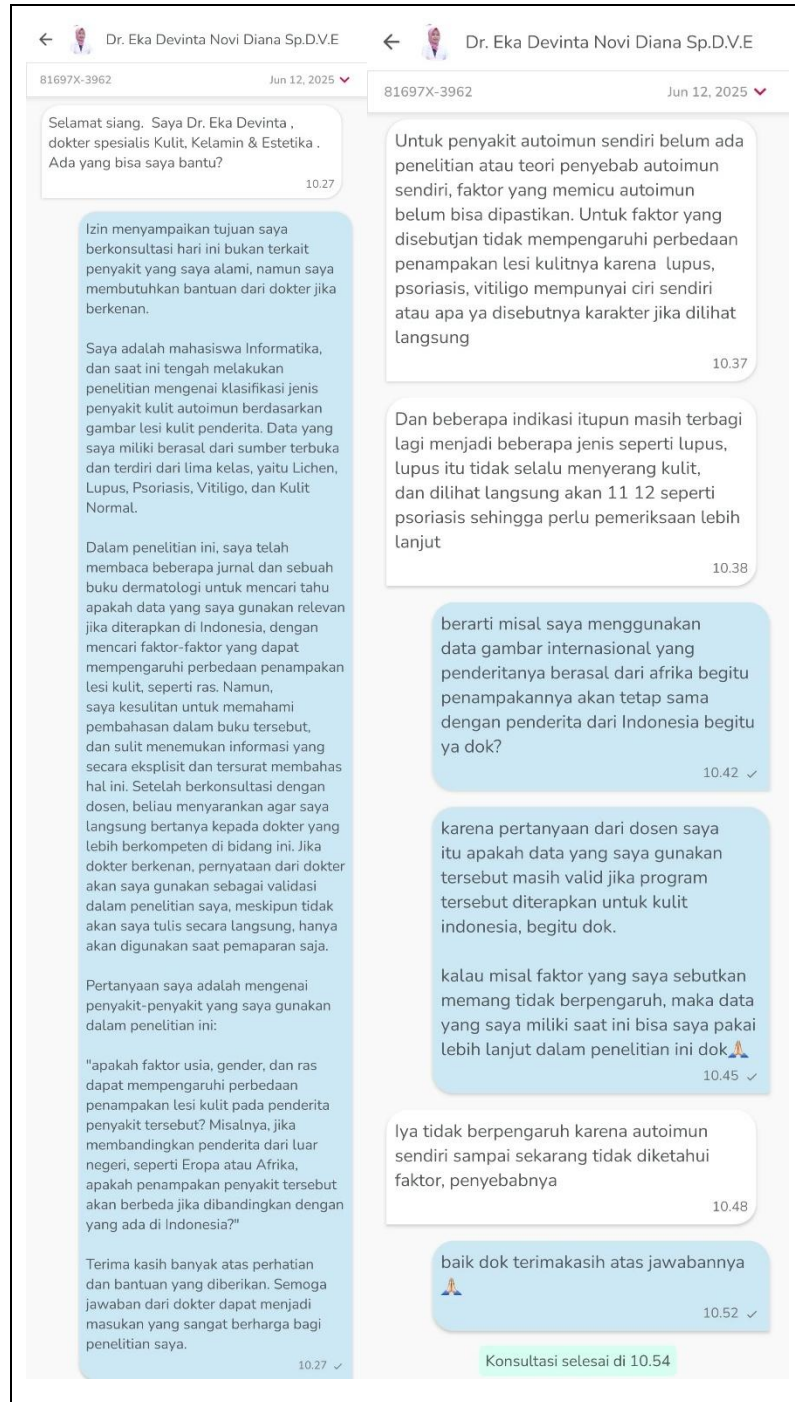 Dr. Eka Devinta Novi Diana Sp.D.V.E
81697X-3962
Jun 12, 2025
Selamat siang. Saya Dr. Eka Devinta ,
dokter spesialis Kulit, Kelamin & Estetika .
Ada yang bisa saya bantu?
10.27
Izin menyampaikan tujuan saya
berkonsultasi hari ini bukan terkait
penyakit yang saya alami, namun saya
membutuhkan bantuan dari dokter jika
berkenan.
Saya adalah mahasiswa Informatika,
dan saat ini tengah melakukan
penelitian mengenai klasifikasi jenis
penyakit kulit autoimun berdasarkan
gambar lesi kulit penderita. Data yang
saya miliki berasal dari sumber terbuka
dan terdiri dari lima kelas, yaitu Lichen,
Lupus, Psoriasis, Vitiligo, dan Kulit
Normal.
Dalam penelitian ini, saya telah
membaca beberapa jurnal dan sebuah
buku dermatologi untuk mencari tahu
apakah data yang saya gunakan relevan
jika diterapkan di Indonesia, dengan
mencari faktor-faktor yang dapat
mempengaruhi perbedaan penampakan
lesi kulit, seperti ras. Namun,
saya kesulitan untuk memahami
pembahasan dalam buku tersebut,
dan sulit menemukan informasi yang
secara eksplisit dan tersurat membahas
hal ini. Setelah berkonsultasi dengan
dosen, beliau menyarankan agar saya
langsung bertanya kepada dokter yang
lebih berkompeten di bidang ini. Jika
dokter berkenan, pernyataan dari dokter
akan saya gunakan sebagai validasi
dalam penelitian saya, meskipun tidak
akan saya tulis secara langsung, hanya
akan digunakan saat pemaparan saja.
Pertanyaan saya adalah mengenai
penyakit-penyakit yang saya gunakan
dalam penelitian ini:
"apakah faktor usia, gender, dan ras
dapat mempengaruhi perbedaan
penampakan lesi kulit pada penderita
penyakit tersebut? Misalnya, jika
membandingkan penderita dari luar
negeri, seperti Eropa atau Afrika,
apakah penampakan penyakit tersebut
akan berbeda jika dibandingkan dengan
yang ada di Indonesia?"
Terima kasih banyak atas perhatian
dan bantuan yang diberikan. Semoga
jawaban dari dokter dapat menjadi
masukan yang sangat berharga bagi
penelitian saya.
10.27
Dr. Eka Devinta Novi Diana Sp.D.V.E
81697X-3962
Jun 12, 2025
Untuk penyakit autoimun sendiri belum ada
penelitian atau teori penyebab autoimun
sendiri, faktor yang memicu autoimun
belum bisa dipastikan. Untuk faktor yang
disebutjan tidak mempengaruhi perbedaan
penampakan lesi kulitnya karena lupus,
psoriasis, vitiligo mempunyai ciri sendiri
atau apa ya disebutnya karakter jika dilihat
langsung
10.37
Dan beberapa indikasi itupun masih terbagi
lagi menjadi beberapa jenis seperti lupus,
lupus itu tidak selalu menyerang kulit,
dan dilihat langsung akan 11 12 seperti
psoriasis sehingga perlu pemeriksaan lebih
lanjut
10.38
berarti misal saya menggunakan
data gambar internasional yang
penderitanya berasal dari afrika begitu
penampakannya akan tetap sama
dengan penderita dari Indonesia begitu
ya dok?
10.42
karena pertanyaan dari dosen saya
itu apakah data yang saya gunakan
tersebut masih valid jika program
tersebut diterapkan untuk kulit
indonesia, begitu dok.
kalau misal faktor yang saya sebutkan
memang tidak berpengaruh, maka data
yang saya miliki saat ini bisa saya pakai
lebih lanjut dalam penelitian ini dok🙏🏼
10.45
Iya tidak berpengaruh karena autoimun
sendiri sampai sekarang tidak diketahui
faktor, penyebabnya
10.48
baik dok terimakasih atas jawabannya
🙏🏼
10.52
Konsultasi selesai di 10.54